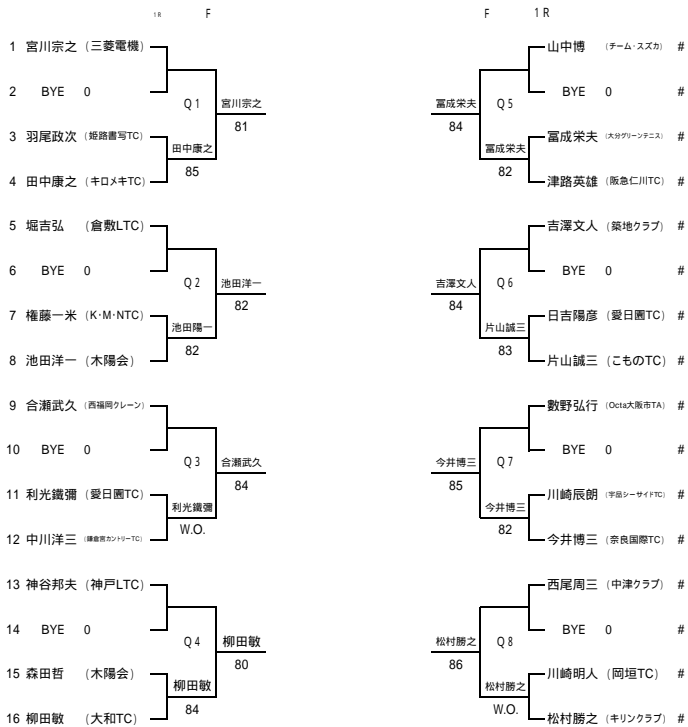 1R F F 1R
1 宮川宗之 (三菱電機)
2 BYE 0
Q1 宮川宗之
81
3 羽尾政次 (姫路書写TC)
田中康之
85
4 田中康之 (キロメキTC)
5 堀吉弘 (倉敷LTC)
6 BYE 0
Q2 池田洋一
82
7 権藤一米 (K・M・NTC)
池田陽一
82
8 池田洋一 (木陽会)
9 合瀬武久 (西福岡クレーン)
10 BYE 0
Q3 合瀬武久
84
11 利光鐵彌 (愛日園TC)
利光鐵彌
W.O.
12 中川洋三 (鎌倉宮カントリーTC)
13 神谷邦夫 (神戸LTC)
14 BYE 0
Q4 柳田敏
80
15 森田哲 (木陽会)
柳田敏
84
16 柳田敏 (大和TC)
山中博 (チーム・スズカ) #
BYE 0 #
冨成栄夫 Q5
84
冨成栄夫 (大分グリーンテニス) #
冨成栄夫
82
津路英雄 (阪急仁川TC) #
吉澤文人 (築地クラブ) #
BYE 0 #
吉澤文人 Q6
84
日吉陽彦 (愛日園TC) #
片山誠三
83
片山誠三 (こものTC) #
數野弘行 (Octa大阪市TA) #
BYE 0 #
今井博三 Q7
85
川崎辰朗 (宇品シーサイドTC) #
今井博三
82
今井博三 (奈良国際TC) #
西尾周三 (中津クラブ) #
BYE 0 #
松村勝之 Q8
86
川崎明人 (岡垣TC) #
松村勝之
W.O.
松村勝之 (キリンクラブ) #